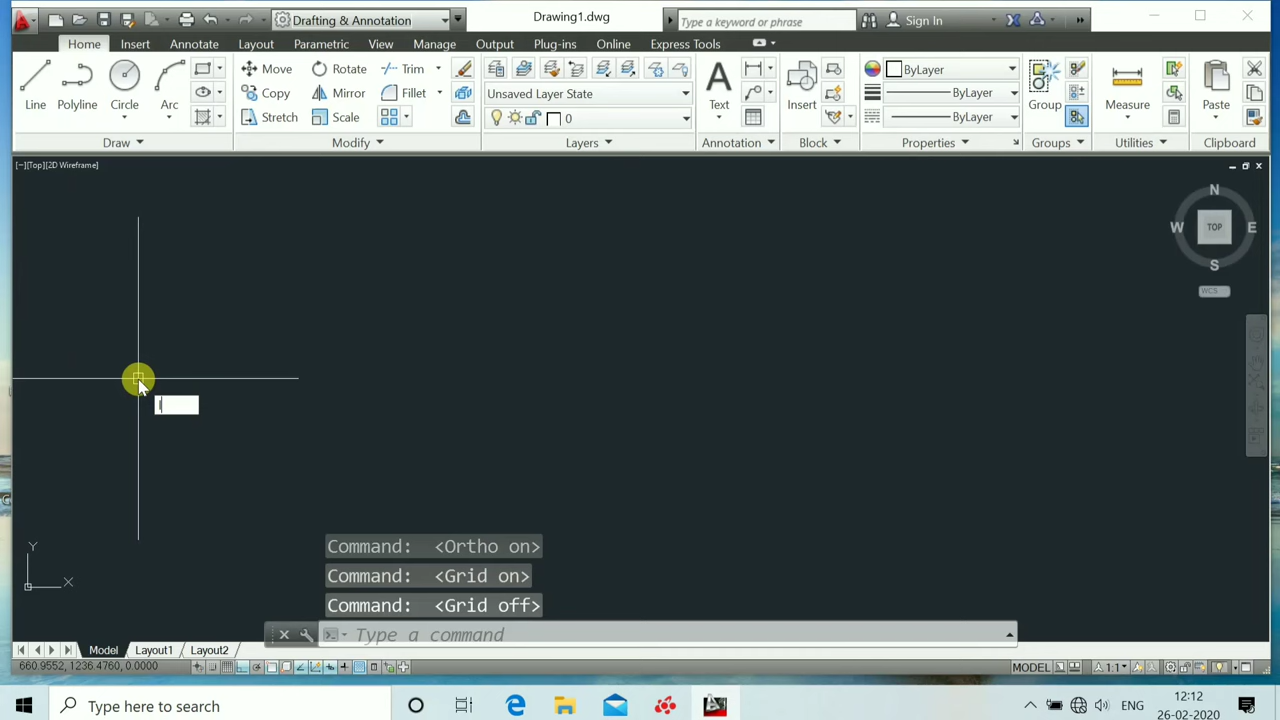 Drafting & Annotation
Drawing1.dwg
Type a keyword or phrase
Sign In
Home Insert Annotate Layout Parametric View Manage Output Plug-ins Online Express Tools
Line Polyline Circle Arc
Move Rotate Trim
Copy Mirror Fillet
Stretch Scale
Unsaved Layer State
0
Text
Insert
ByLayer
ByLayer
ByLayer
Group
Measure
Paste
Draw Modify Layers Annotation Block Properties Groups Utilities Clipboard
[−][Top][2D Wireframe]
N
W TOP E
S
WCS
Y
X
Command: <Ortho on>
Command: <Grid on>
Command: <Grid off>
Type a command
Model Layout1 Layout2
660.9552, 1236.4760, 0.0000
MODEL 1:1
Type here to search
ENG
12:12
26-02-2020